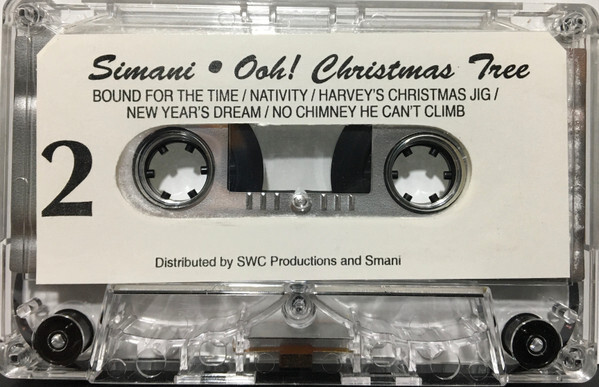 Simani • Ooh! Christmas Tree
BOUND FOR THE TIME / NATIVITY / HARVEY'S CHRISTMAS JIG /
NEW YEAR'S DREAM / NO CHIMNEY HE CAN'T CLIMB
2
Distributed by SWC Productions and Smani